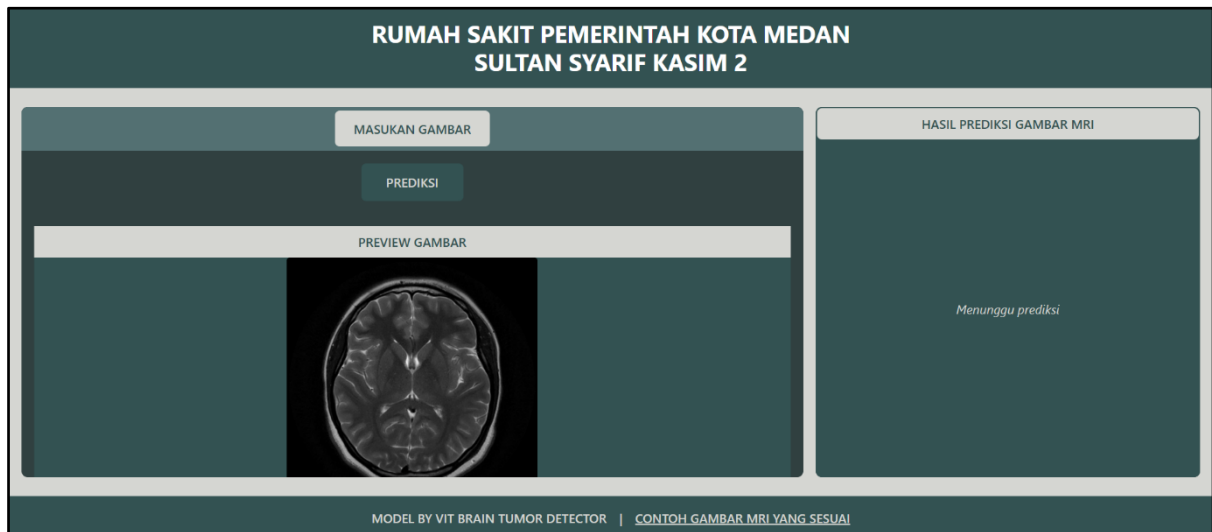 RUMAH SAKIT PEMERINTAH KOTA MEDAN
SULTAN SYARIF KASIM 2
MASUKAN GAMBAR
PREDIKSI
PREVIEW GAMBAR
HASIL PREDIKSI GAMBAR MRI
Menunggu prediksi
MODEL BY VIT BRAIN TUMOR DETECTOR | CONTOH GAMBAR MRI YANG SESUAI